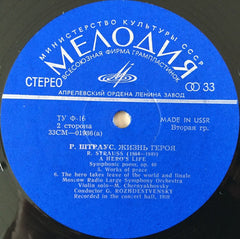 МИНИСТЕРСТВО КУЛЬТУРЫ СССР
МЕЛОДИЯ
ВСЕСОЮЗНАЯ ФИРМА ГРАМПЛАСТИНОК
СТЕРЕО
33
АПРЕЛЕВСКИЙ ОРДЕНА ЛЕНИНА ЗАВОД
ТУ Ф-16
MADE IN USSR
2 сторона
Вторая гр.
Р. ШТРАУС. ЖИЗНЬ ГЕРОЯ
R. STRAUSS (1864–1949)
A HERO'S LIFE
Symphonic poem, op. 40
5. Works of peace
6. The hero takes leave of the world and finale
Moscow Radio Large Symphony Orchestra
Violin solo— M. Chernyakhovsky
Conductor G. ROZHDESTVENSKY
Recorded in the concert hall,